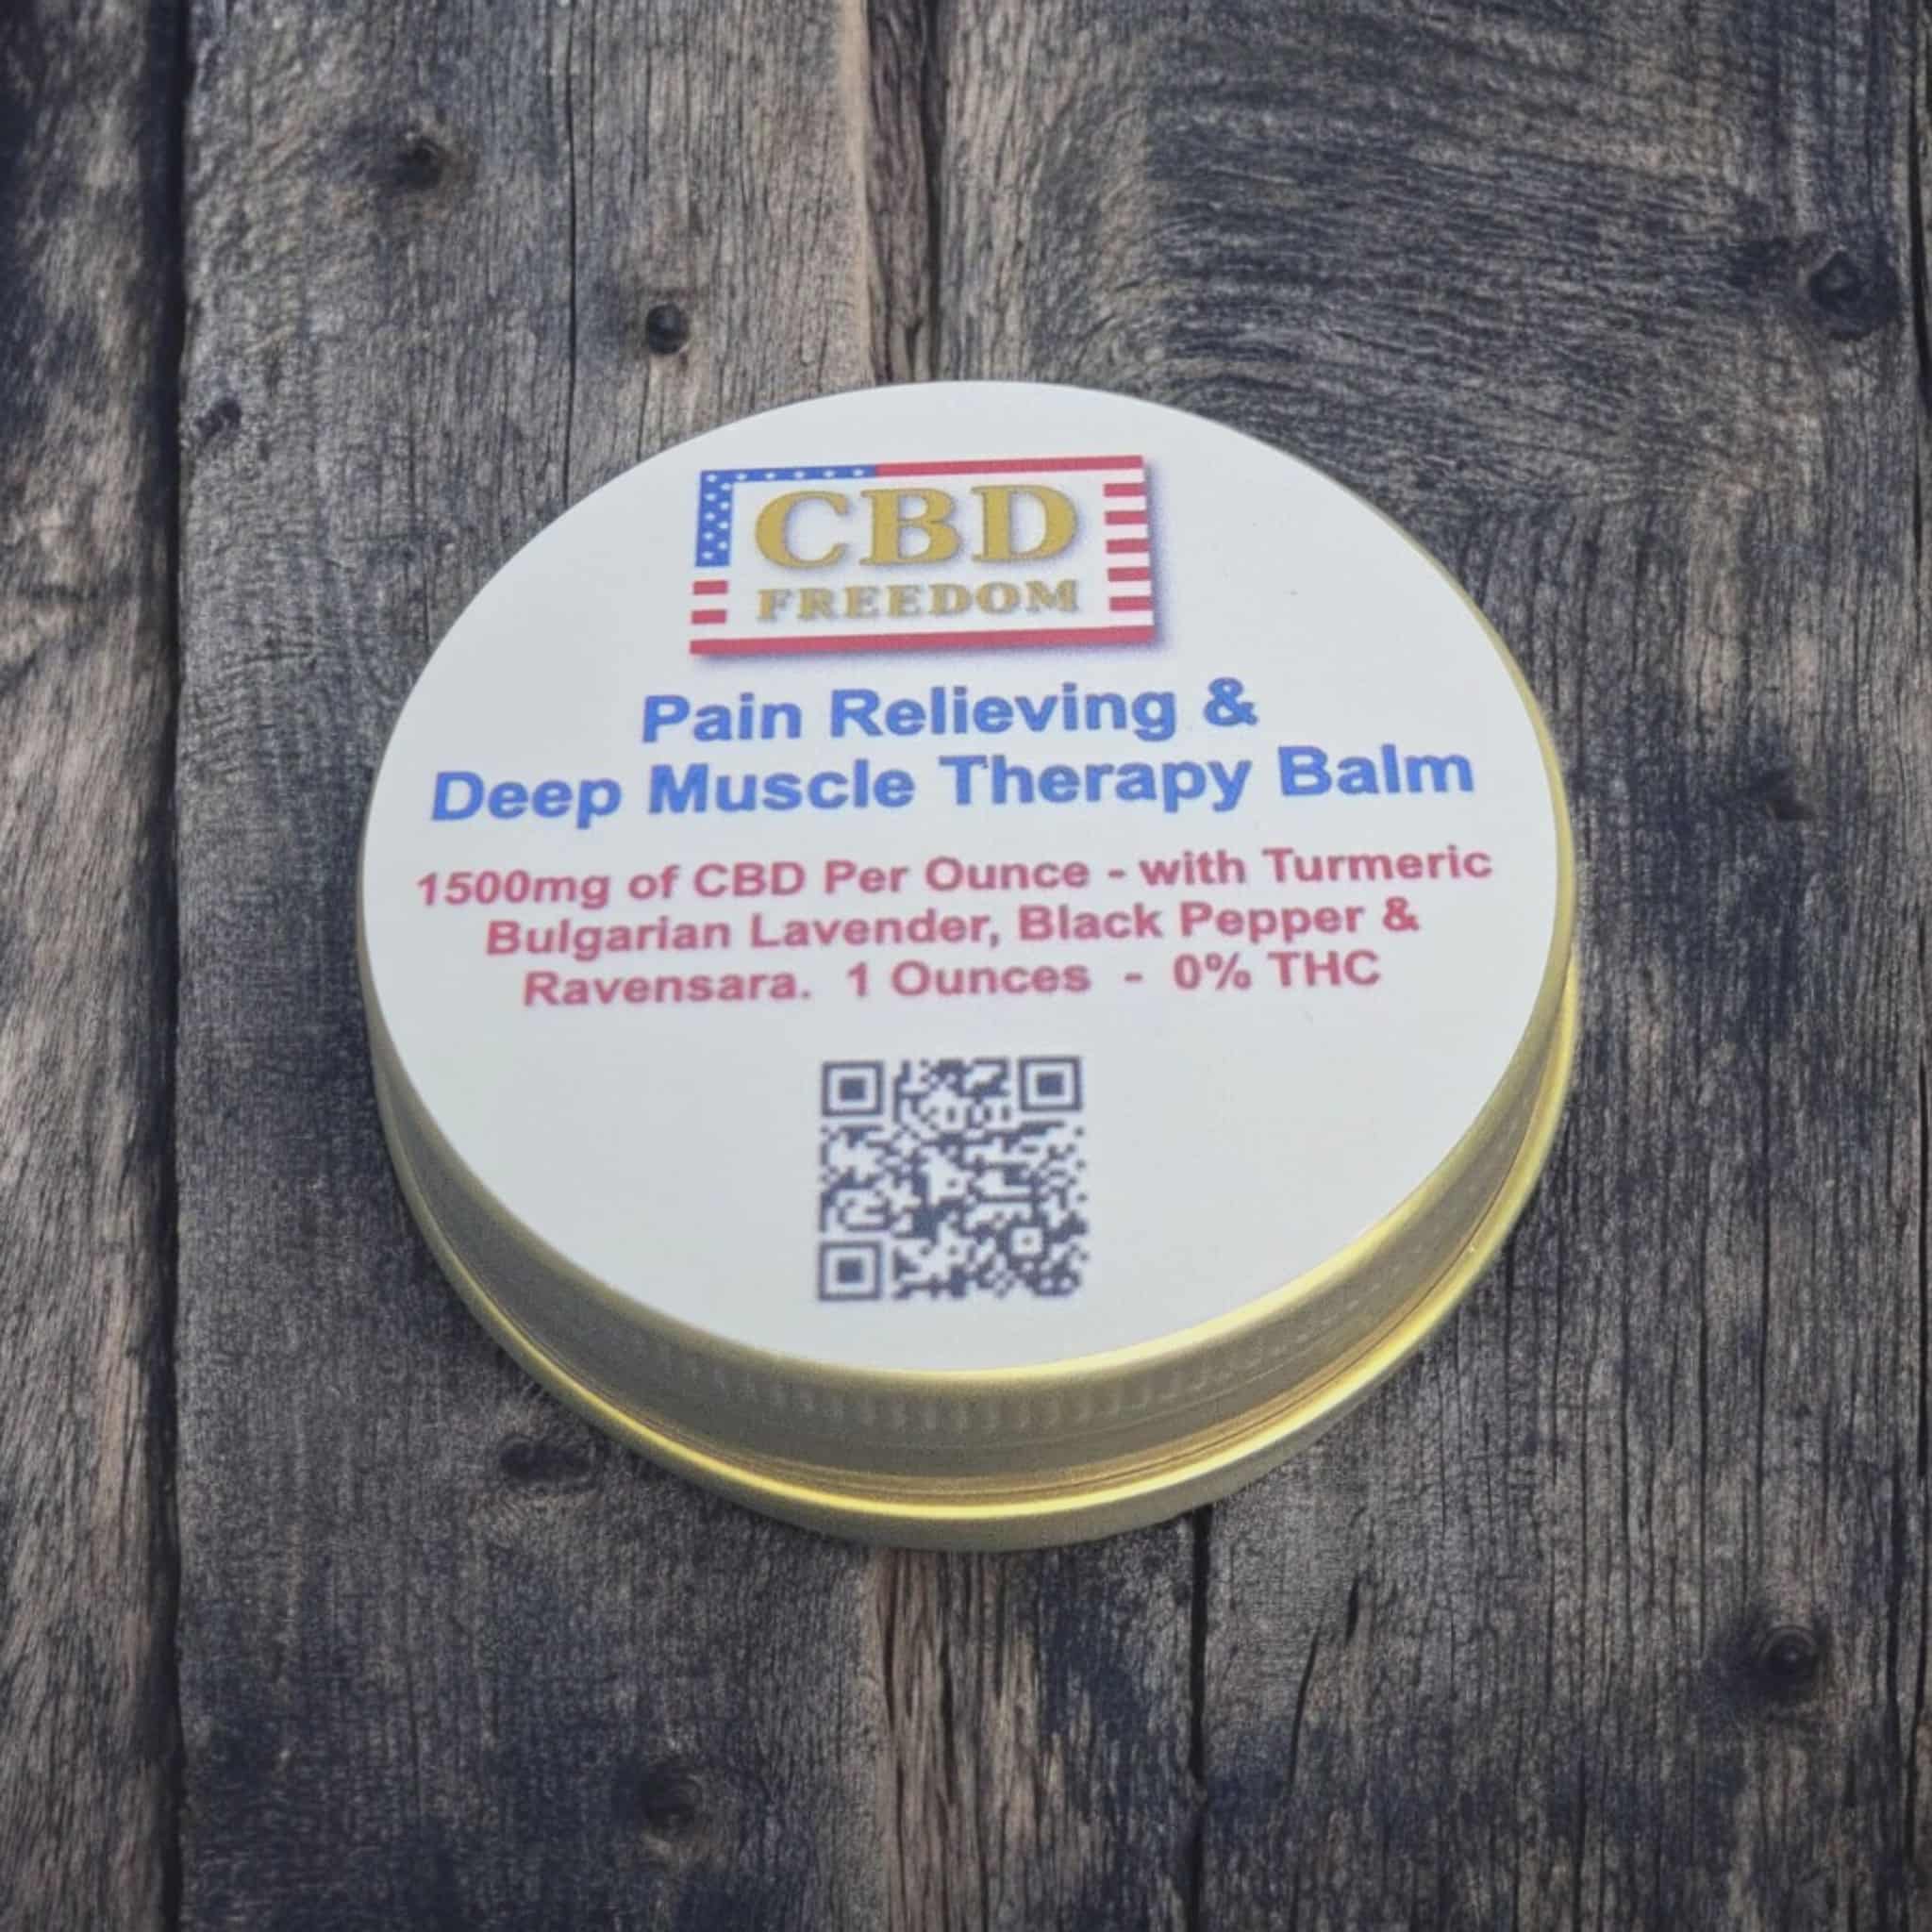 CBD
FREEDOM
Pain Relieving &
Deep Muscle Therapy Balm
1500mg of CBD Per Ounce - with Turmeric
Bulgarian Lavender, Black Pepper &
Ravensara. 1 Ounces - 0% THC